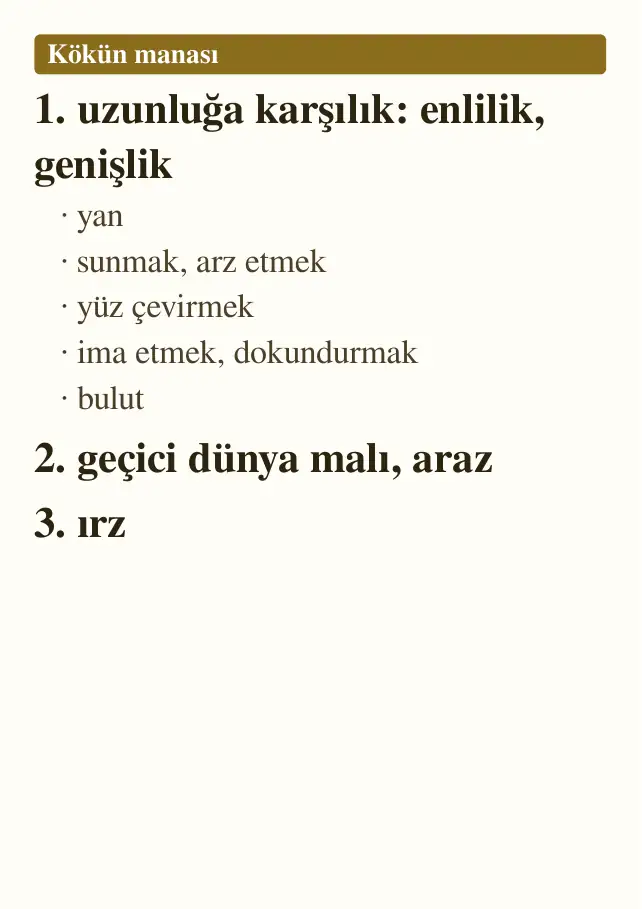 Kökün manası
1. uzunluğa karşılık: enlilik,
genişlik
· yan
· sunmak, arz etmek
· yüz çevirmek
· ima etmek, dokundurmak
· bulut
2. geçici dünya malı, araz
3. ırz